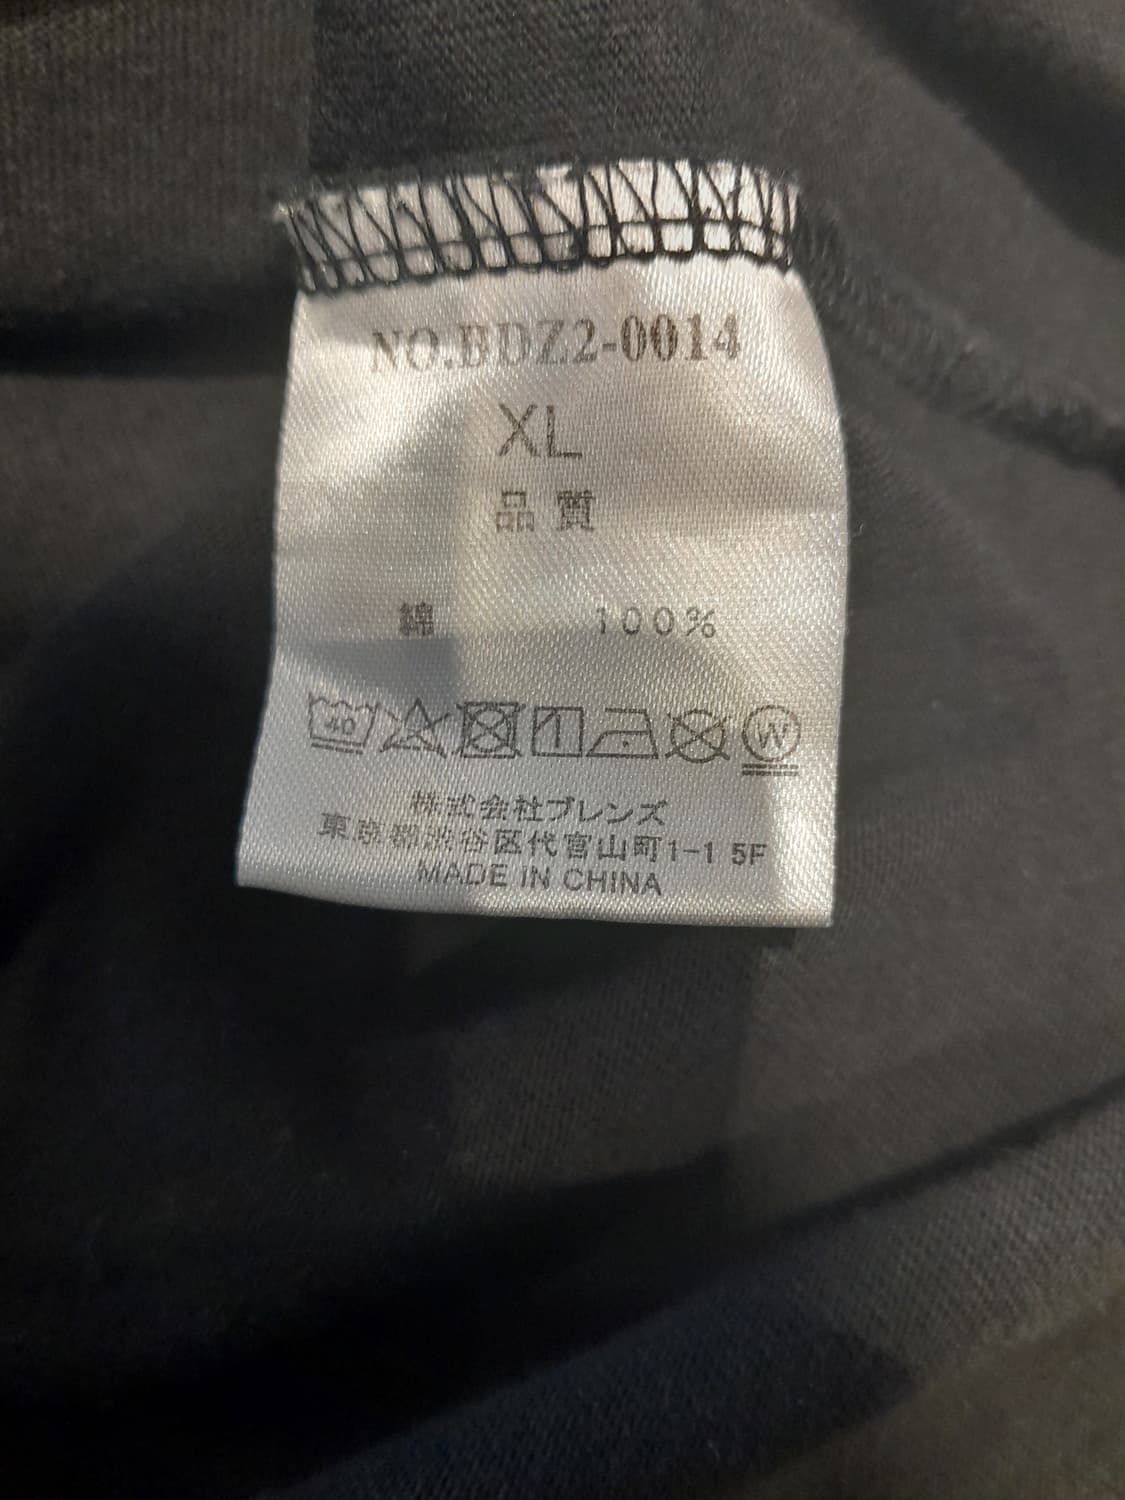 NO.BDZ2-0014
XL
品質
綿 100%
40
W
株式会社ブレンズ
東京都渋谷区代官山町1-1 5F
MADE IN CHINA